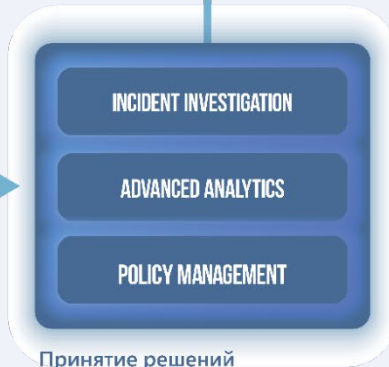 INCIDENT INVESTIGATION
ADVANCED ANALYTICS
POLICY MANAGEMENT
Принятие решений